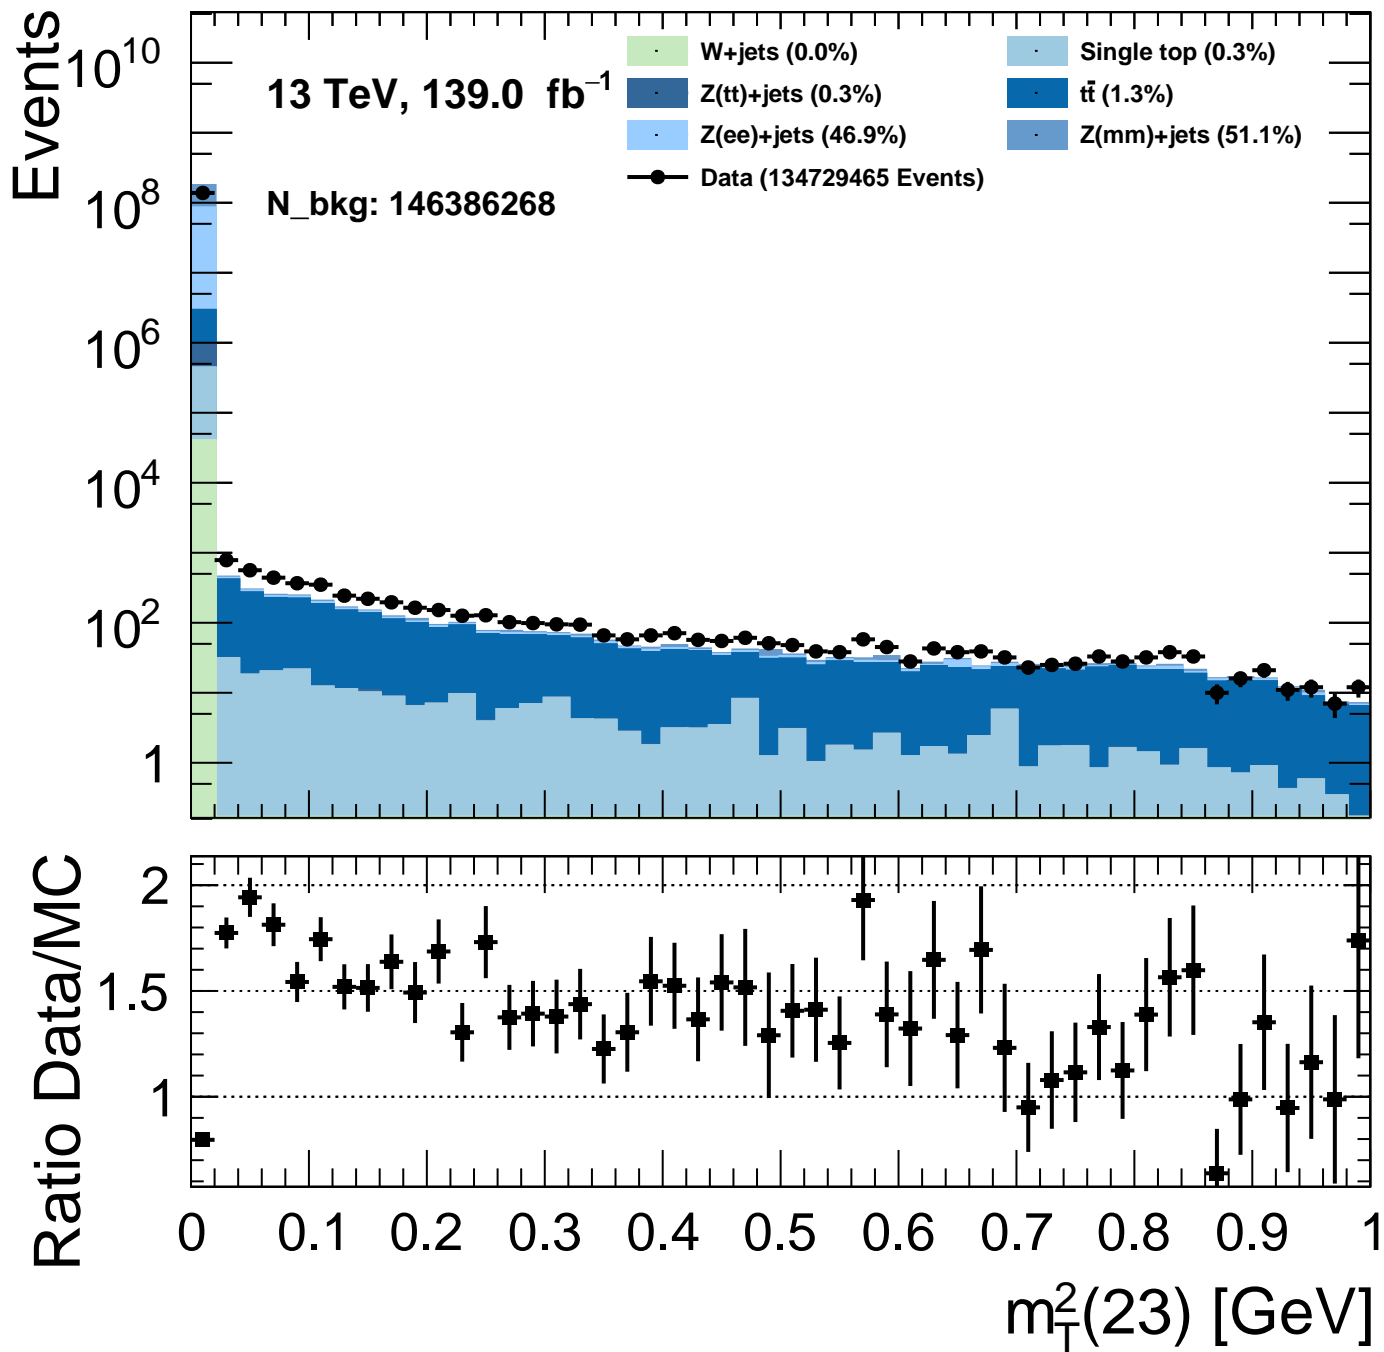 Events
10^10
10^8
10^6
10^4
10^2
1
13 TeV, 139.0 fb^−1
N_bkg: 146386268
W+jets (0.0%)
Z(tt)+jets (0.3%)
Z(ee)+jets (46.9%)
Data (134729465 Events)
Single top (0.3%)
tt̄ (1.3%)
Z(mm)+jets (51.1%)
Ratio Data/MC
2
1.5
1
0 0.1 0.2 0.3 0.4 0.5 0.6 0.7 0.8 0.9 1
m_T^2(23) [GeV]